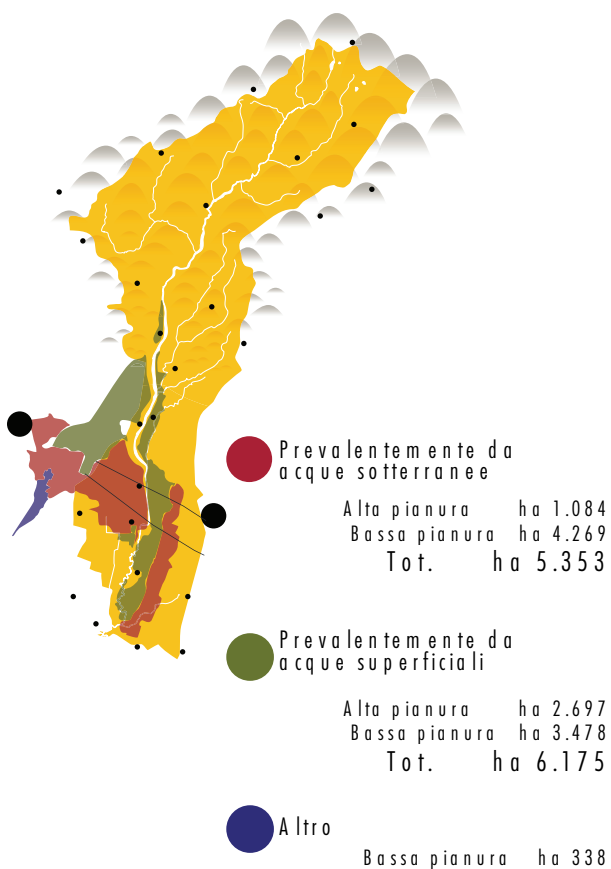 Prevalentemente da
acque sotterranee
Alta pianura ha 1.084
Bassa pianura ha 4.269
Tot. ha 5.353
Prevalentemente da
acque superficiali
Alta pianura ha 2.697
Bassa pianura ha 3.478
Tot. ha 6.175
Altro
Bassa pianura ha 338